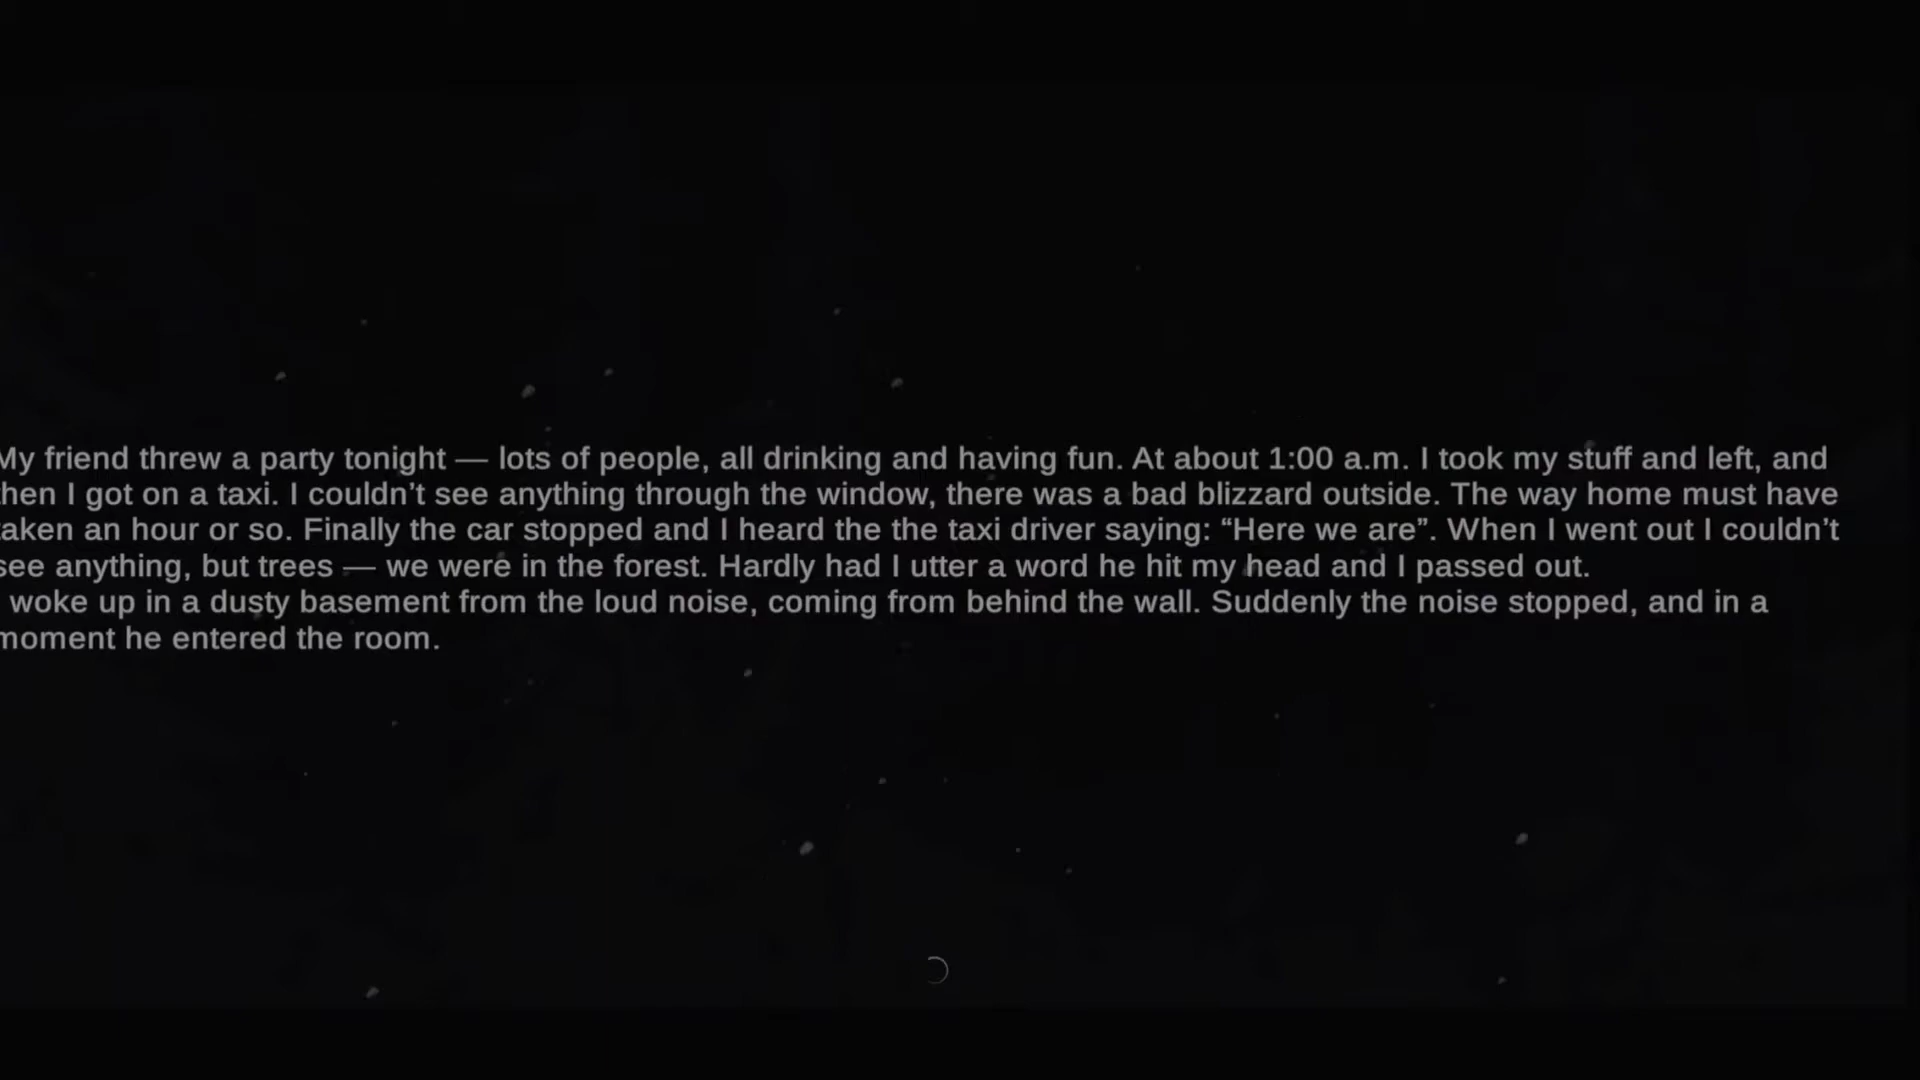 My friend threw a party tonight — lots of people, all drinking and having fun. At about 1:00 a.m. I took my stuff and left, and
then I got on a taxi. I couldn’t see anything through the window, there was a bad blizzard outside. The way home must have
taken an hour or so. Finally the car stopped and I heard the the taxi driver saying: “Here we are”. When I went out I couldn’t
see anything, but trees — we were in the forest. Hardly had I utter a word he hit my head and I passed out.
woke up in a dusty basement from the loud noise, coming from behind the wall. Suddenly the noise stopped, and in a
moment he entered the room.